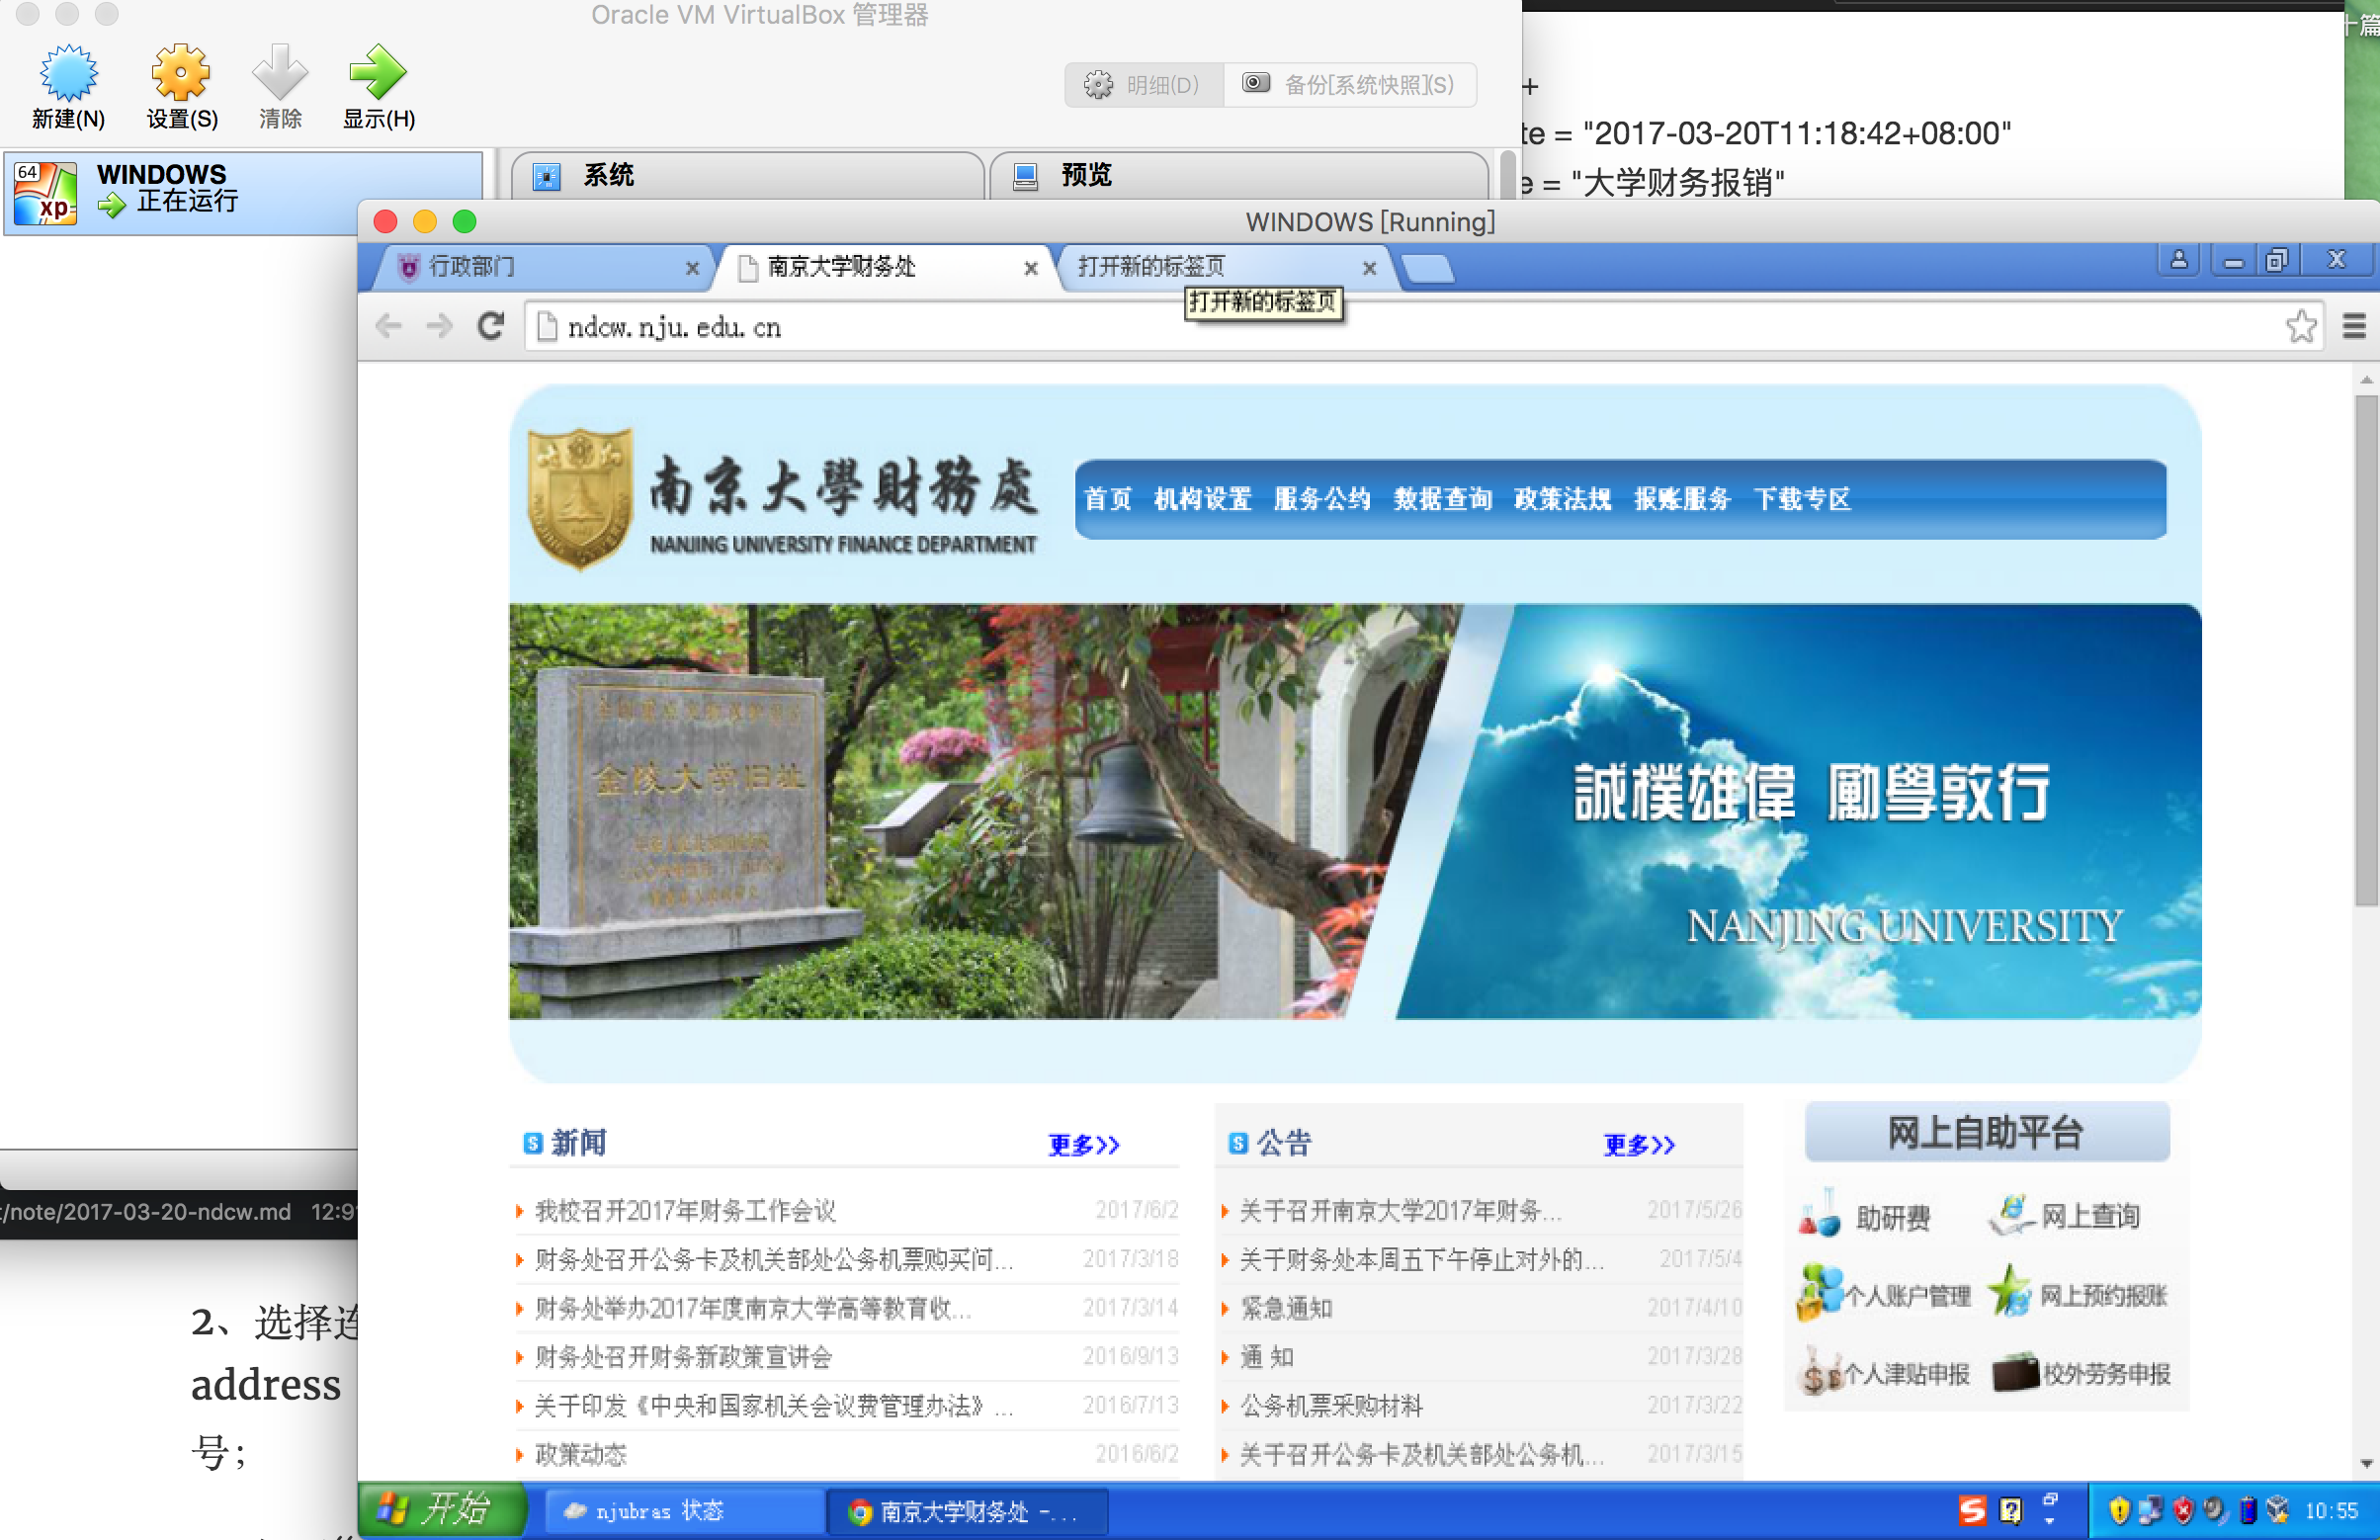 Oracle VM VirtualBox 管理器
新建(N) 设置(S) 清除 显示(H)
明细(D) 备份[系统快照](S)
十篇
+
te = "2017-03-20T11:18:42+08:00"
e = "大学财务报销"
64
xp
WINDOWS
正在运行
系统 预览
WINDOWS [Running]
行政部门 南京大学财务处 打开新的标签页
打开新的标签页
ndcw.nju.edu.cn
南京大學財務處
NANJING UNIVERSITY FINANCE DEPARTMENT
首页 机构设置 服务公约 数据查询 政策法规 报账服务 下载专区
金陵大学旧址
誠樸雄偉 勵學敦行
NANJING UNIVERSITY
新闻 更多>>
我校召开2017年财务工作会议 2017/6/2
财务处召开公务卡及机关部处公务机票购买问... 2017/3/18
财务处举办2017年度南京大学高等教育收... 2017/3/14
财务处召开财务新政策宣讲会 2016/9/13
关于印发《中央和国家机关会议费管理办法》... 2016/7/13
政策动态 2016/6/2
公告 更多>>
关于召开南京大学2017年财务... 2017/5/26
关于财务处本周五下午停止对外的... 2017/5/4
紧急通知 2017/4/10
通 知 2017/3/28
公务机票采购材料 2017/3/22
关于召开公务卡及机关部处公务机... 2017/3/15
网上自助平台
助研费 网上查询
个人账户管理 网上预约报账
个人津贴申报 校外劳务申报
t/note/2017-03-20-ndcw.md 12:9
2、选择连
address
号；
开始 njubras 状态 南京大学财务处 -... 10:55